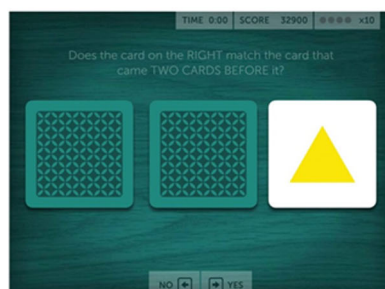 TIME 0:00 SCORE 32900 x10
Does the card on the RIGHT match the card that
came TWO CARDS BEFORE it?
NO YES